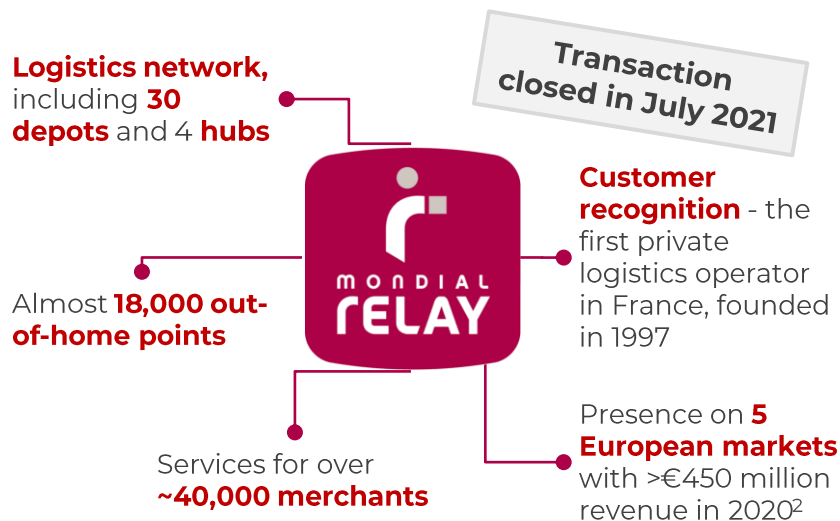 Transaction
closed in July 2021
Logistics network,
including 30
depots and 4 hubs
Almost 18,000 out-
of-home points
Services for over
~40,000 merchants
MONDIAL
RELAY
Customer
recognition - the
first private
logistics operator
in France, founded
in 1997
Presence on 5
European markets
with >€450 million
revenue in 2020²